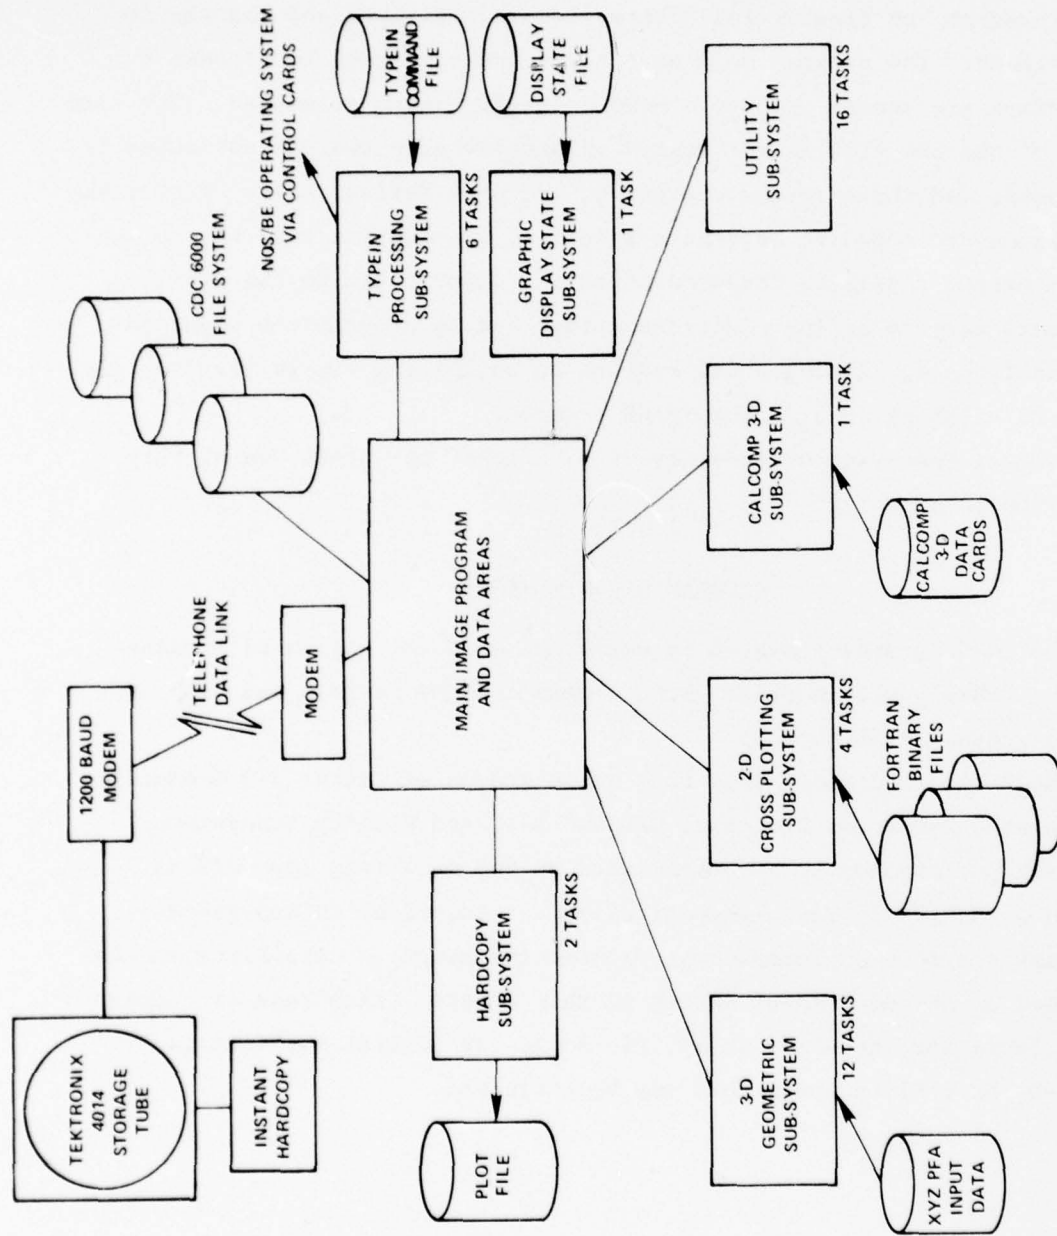 TEKTRONIX
4014
STORAGE
TUBE
INSTANT
HARDCOPY
1200 BAUD
MODEM
TELEPHONE
DATA LINK
MODEM
CDC 6000
FILE SYSTEM
NOS/BE OPERATING SYSTEM
VIA CONTROL CARDS
TYPEIN
COMMAND
FILE
TYPEIN
PROCESSING
SUB-SYSTEM
6 TASKS
DISPLAY
STATE
FILE
GRAPHIC
DISPLAY STATE
SUB-SYSTEM
1 TASK
MAIN IMAGE PROGRAM
AND DATA AREAS
PLOT
FILE
HARDCOPY
SUB-SYSTEM
2 TASKS
3-D
GEOMETRIC
SUB-SYSTEM
12 TASKS
XYZ PFA
INPUT
DATA
2-D
CROSS PLOTTING
SUB-SYSTEM
4 TASKS
FORTRAN
BINARY
FILES
CALCOMP 3-D
SUB-SYSTEM
1 TASK
CALCOMP
3-D
DATA
CARDS
UTILITY
SUB-SYSTEM
16 TASKS